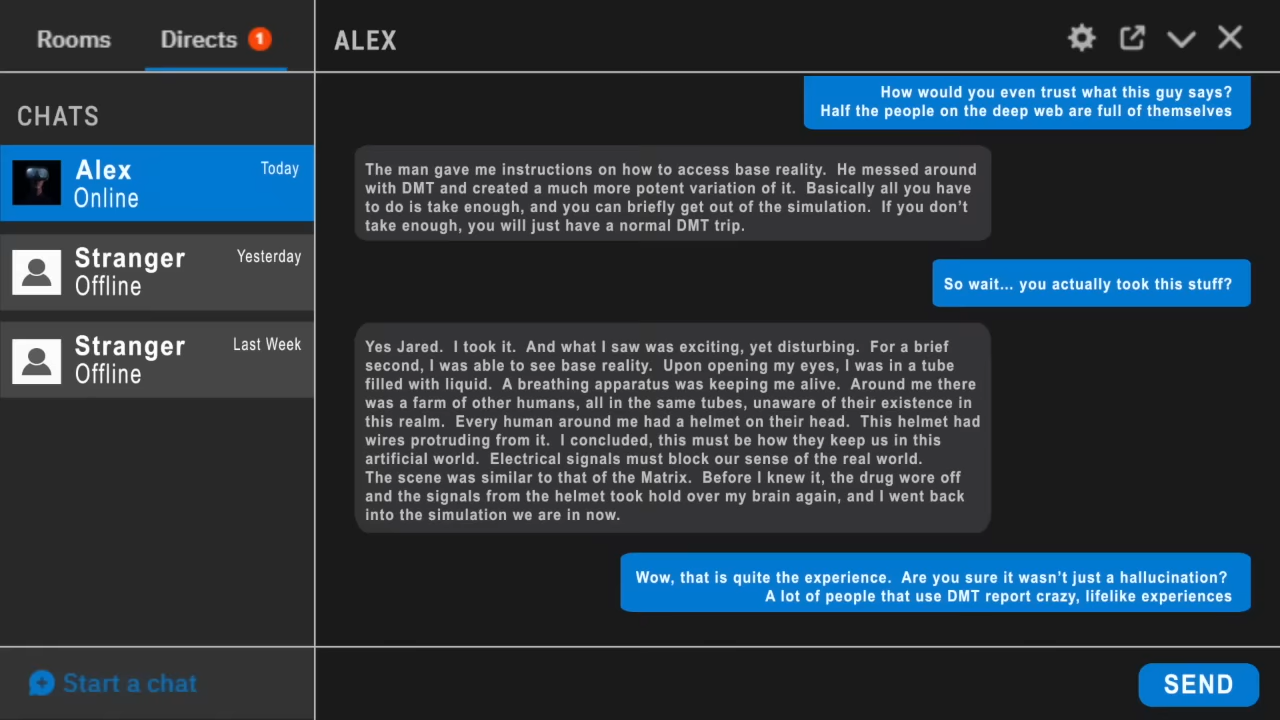 Rooms
Directs
1
ALEX
CHATS
Alex
Today
Online
Stranger
Yesterday
Offline
Stranger
Last Week
Offline
Start a chat
How would you even trust what this guy says?
Half the people on the deep web are full of themselves
The man gave me instructions on how to access base reality.  He messed around
with DMT and created a much more potent variation of it.  Basically all you have
to do is take enough, and you can briefly get out of the simulation.  If you don’t
take enough, you will just have a normal DMT trip.
So wait... you actually took this stuff?
Yes Jared.  I took it.  And what I saw was exciting, yet disturbing.  For a brief
second, I was able to see base reality.  Upon opening my eyes, I was in a tube
filled with liquid.  A breathing apparatus was keeping me alive.  Around me there
was a farm of other humans, all in the same tubes, unaware of their existence in
this realm.  Every human around me had a helmet on their head.  This helmet had
wires protruding from it.  I concluded, this must be how they keep us in this
artificial world.  Electrical signals must block our sense of the real world.
The scene was similar to that of the Matrix.  Before I knew it, the drug wore off
and the signals from the helmet took hold over my brain again, and I went back
into the simulation we are in now.
Wow, that is quite the experience.  Are you sure it wasn’t just a hallucination?
A lot of people that use DMT report crazy, lifelike experiences
SEND